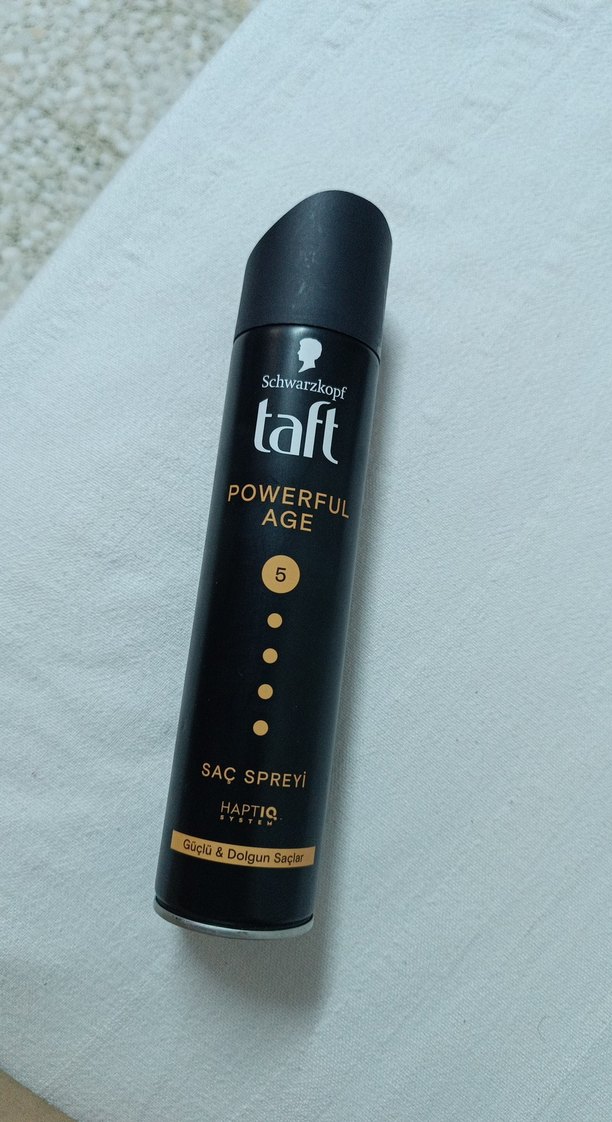 Schwarzkopf
taft
POWERFUL
AGE
5
SAÇ SPREYİ
HAPTIQ
SYSTEM
Güçlü & Dolgun Saçlar